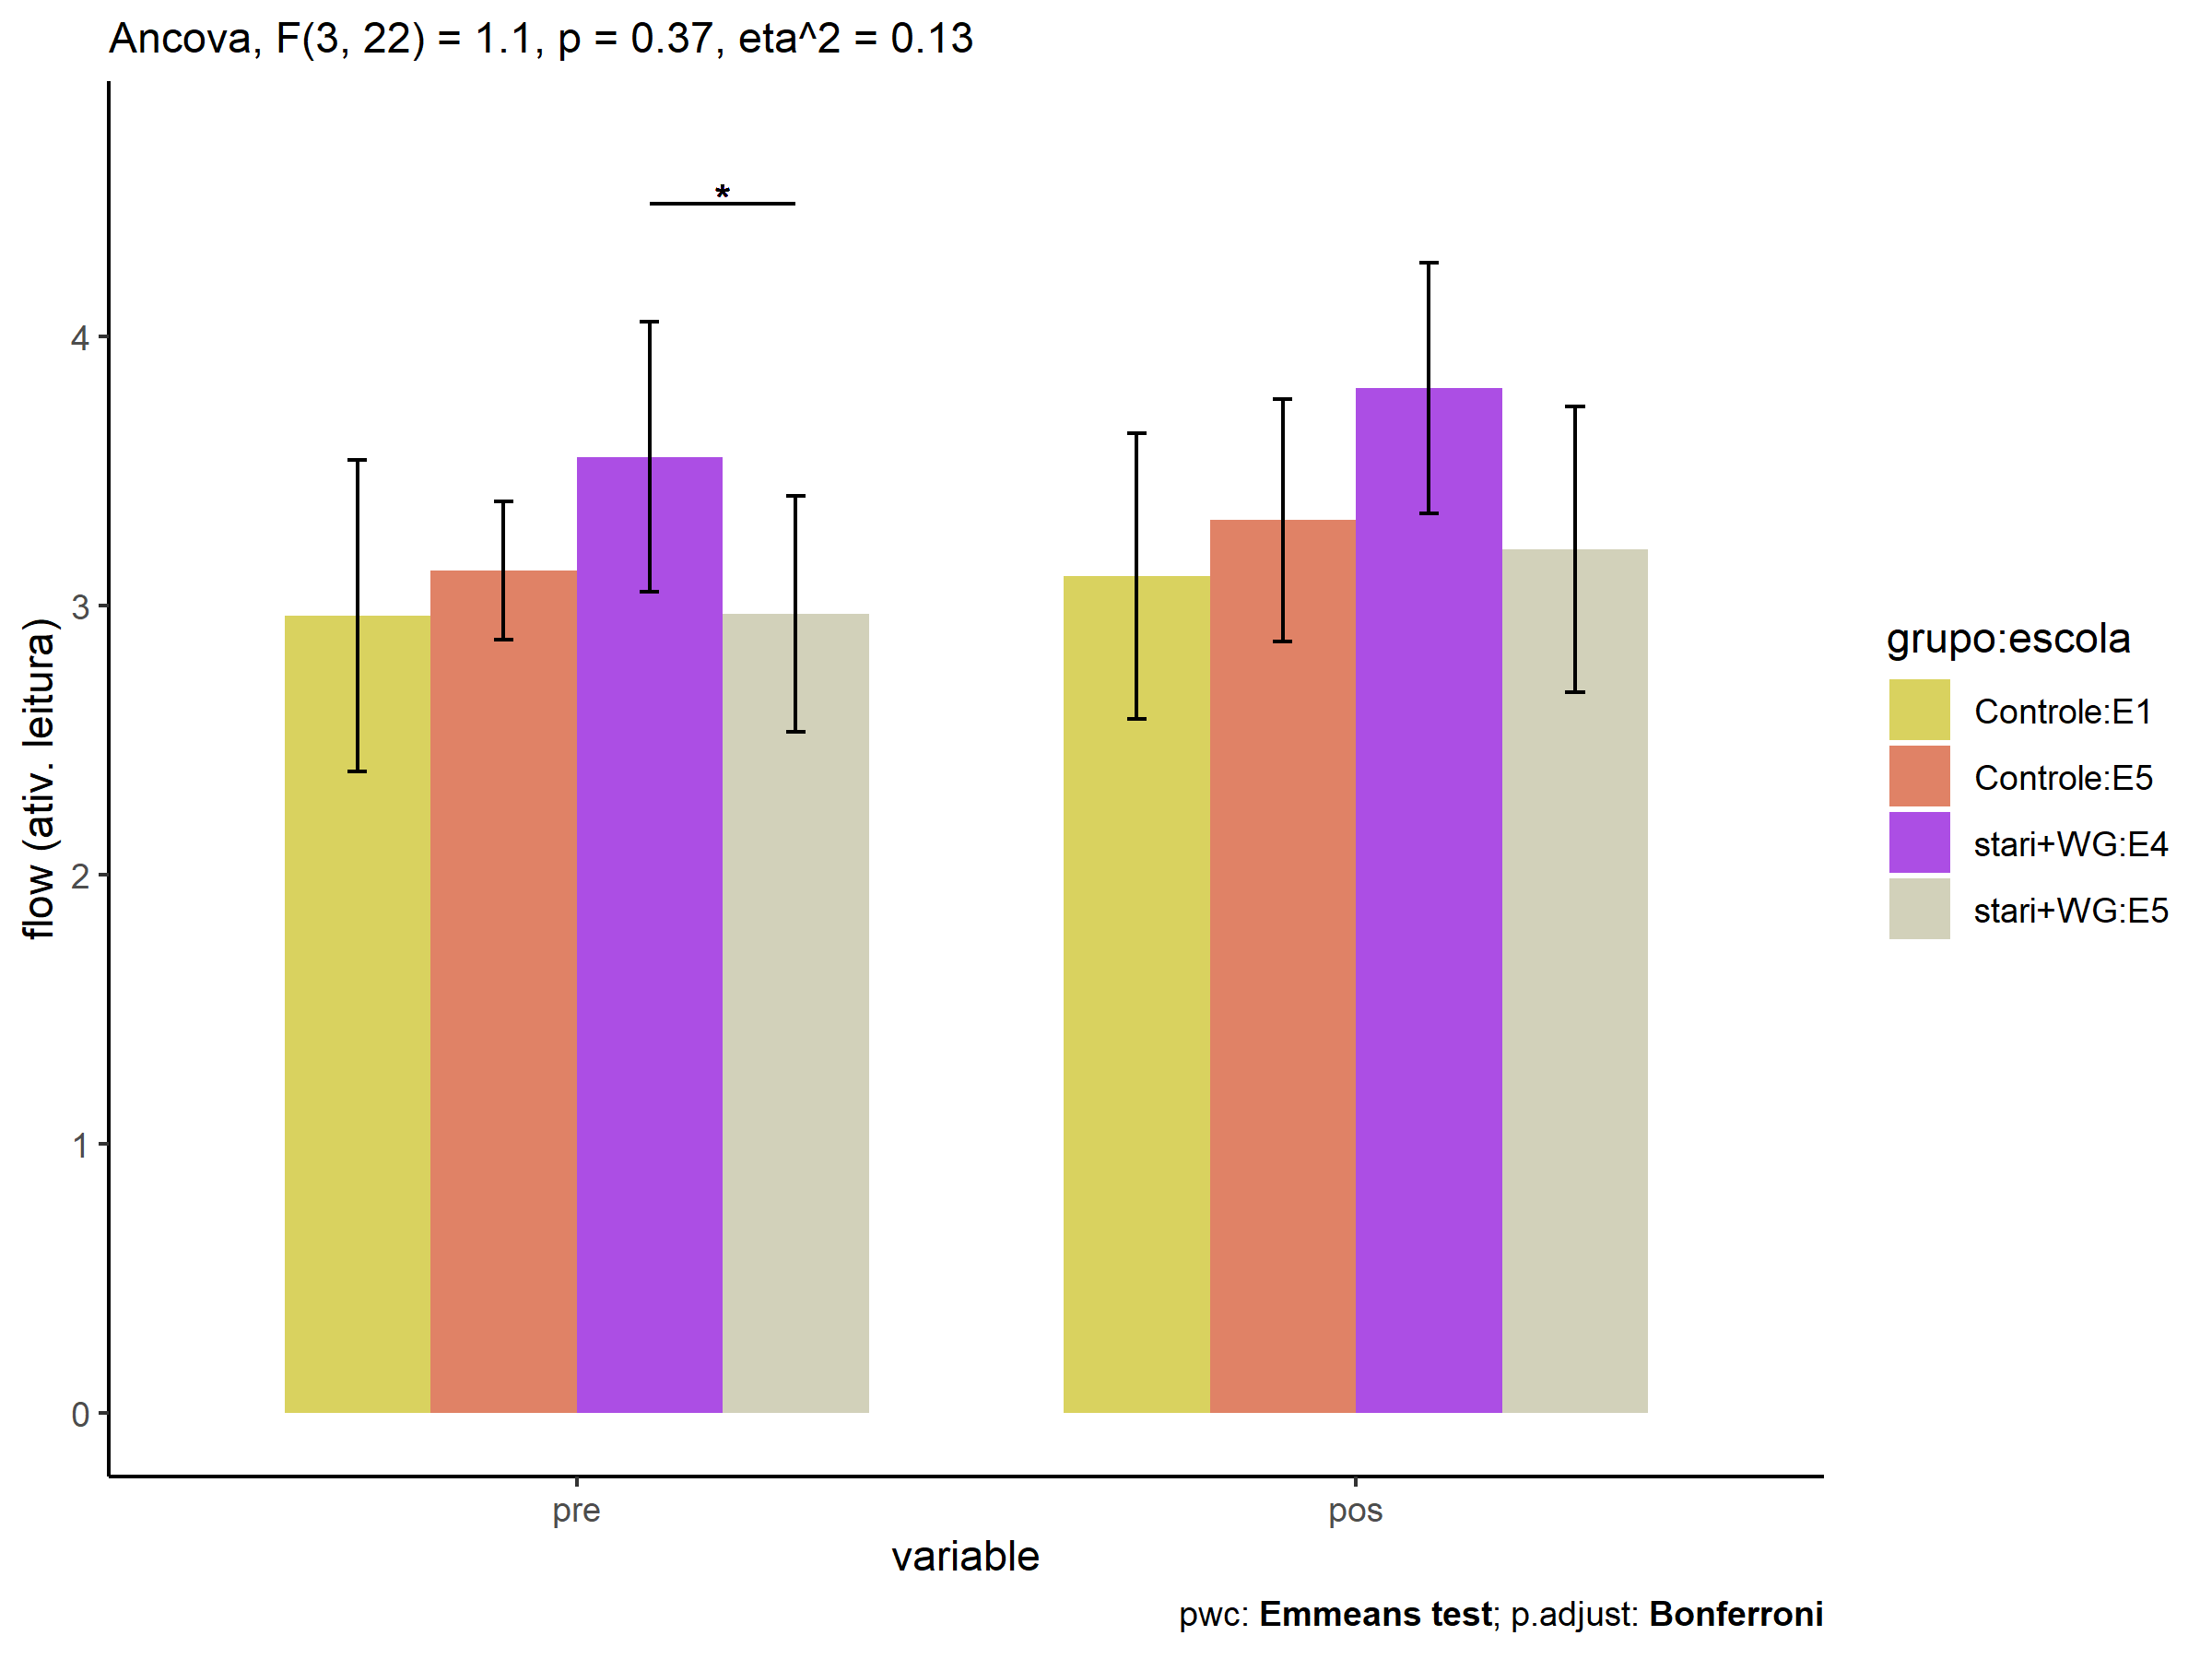 Ancova, F(3, 22) = 1.1, p = 0.37, eta^2 = 0.13
*
4
3
2
1
0
flow (ativ. leitura)
pre
pos
variable
grupo:escola
Controle:E1
Controle:E5
stari+WG:E4
stari+WG:E5
pwc: Emmeans test; p.adjust: Bonferroni